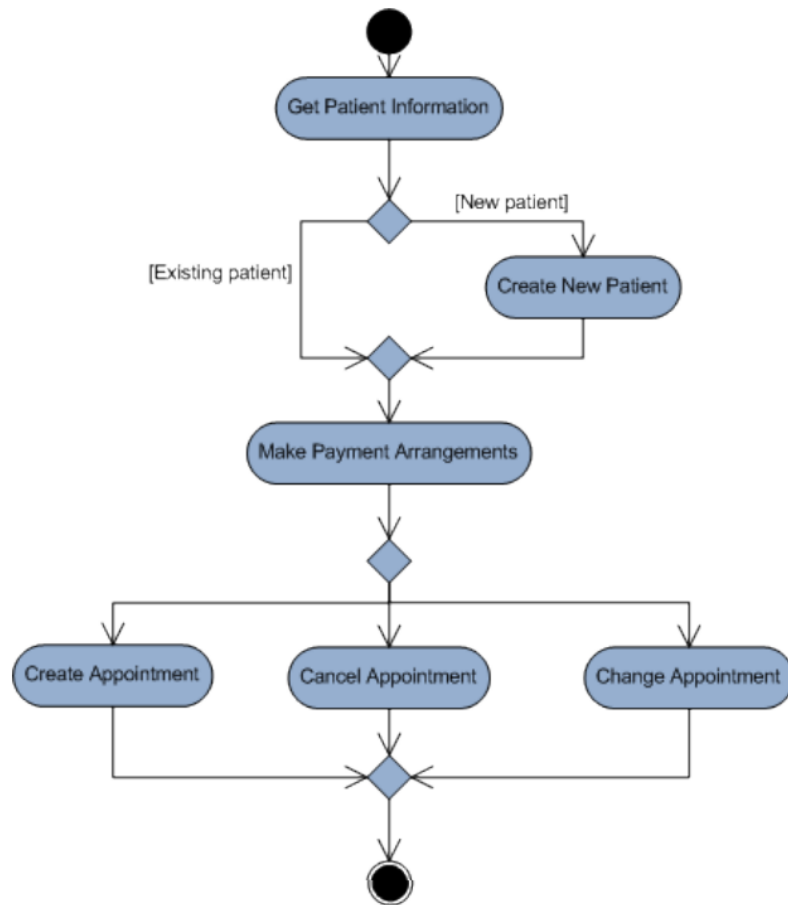 Get Patient Information
[New patient]
[Existing patient]
Create New Patient
Make Payment Arrangements
Create Appointment
Cancel Appointment
Change Appointment